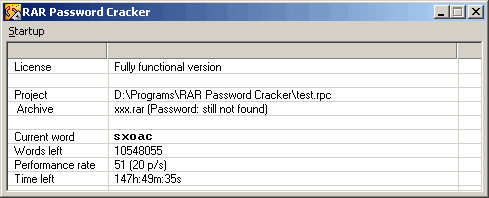 RAR Password Cracker
Startup
License Fully functional version
Project D:\Programs\RAR Password Cracker\test.rpc
Archive xxx.rar (Password: still not found)
Current word sxoac
Words left 10548055
Performance rate 51 (20 p/s)
Time left 147h:49m:35s